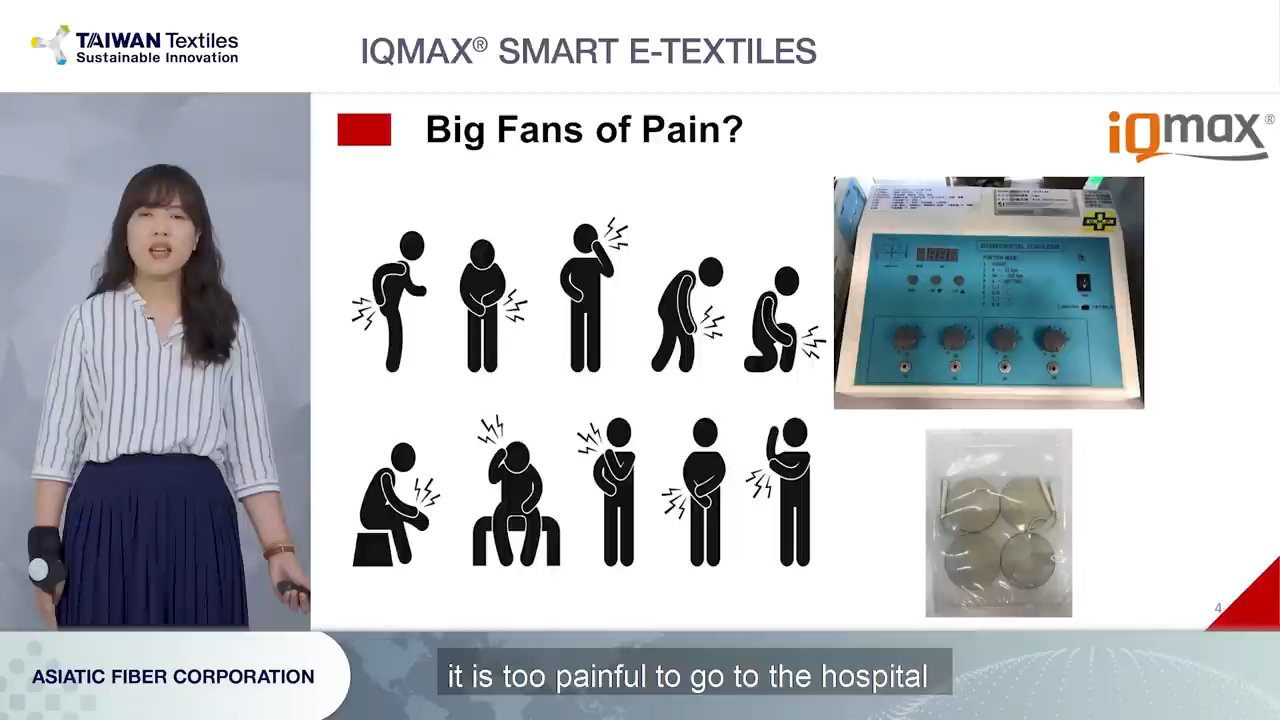 TAIWAN Textiles
Sustainable Innovation
IQMAX® SMART E-TEXTILES
Big Fans of Pain?
iQmax®
INTERFERENTIAL STIMULATOR
4
ASIATIC FIBER CORPORATION
it is too painful to go to the hospital